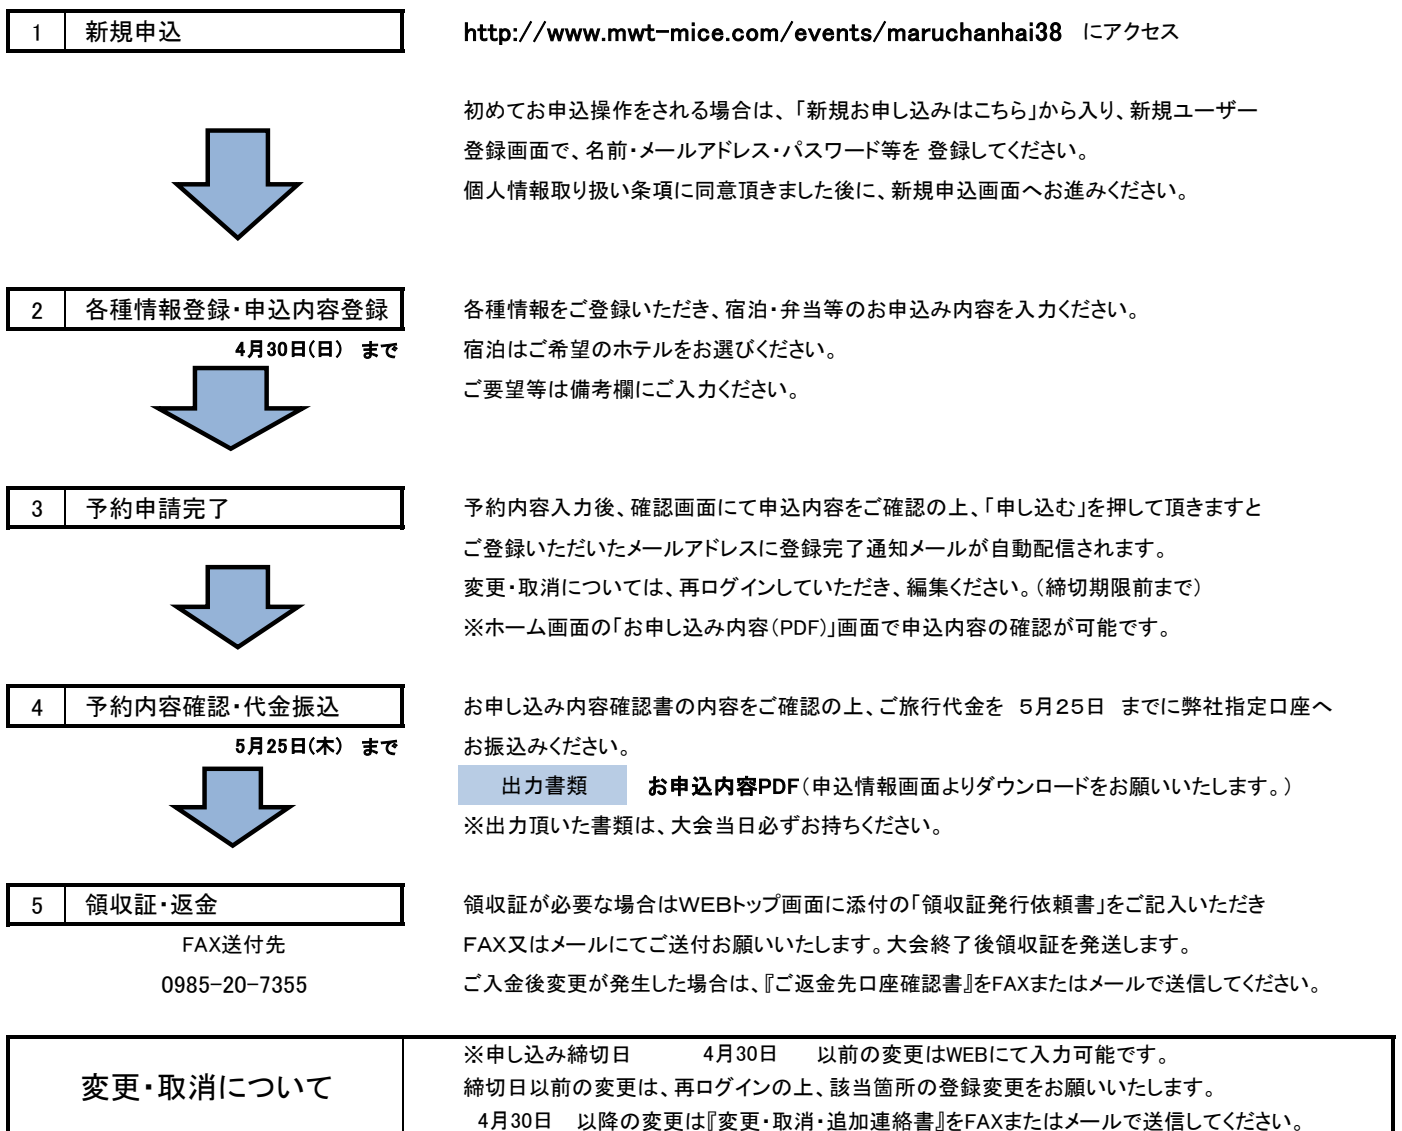 1 新規申込 http://www.mwt-mice.com/events/maruchanhai38 にアクセス
初めてお申込操作をされる場合は、「新規お申し込みはこちら」から入り、新規ユーザー
登録画面で、名前・メールアドレス・パスワード等を 登録してください。
個人情報取り扱い条項に同意頂きました後に、新規申込画面へお進みください。
2 各種情報登録・申込内容登録 各種情報をご登録いただき、宿泊・弁当等のお申込み内容を入力ください。
4月30日(日) まで 宿泊はご希望のホテルをお選びください。
ご要望等は備考欄にご入力ください。
3 予約申請完了 予約内容入力後、確認画面にて申込内容をご確認の上、「申し込む」を押して頂きますと
ご登録いただいたメールアドレスに登録完了通知メールが自動配信されます。
変更・取消については、再ログインしていただき、編集ください。(締切期限前まで)
※ホーム画面の「お申し込み内容(PDF)」画面で申込内容の確認が可能です。
4 予約内容確認・代金振込 お申し込み内容確認書の内容をご確認の上、ご旅行代金を 5月25日 までに弊社指定口座へ
5月25日(木) まで お振込みください。
出力書類 お申込内容PDF(申込情報画面よりダウンロードをお願いいたします。)
※出力頂いた書類は、大会当日必ずお持ちください。
5 領収証・返金 領収証が必要な場合はWEBトップ画面に添付の「領収証発行依頼書」をご記入いただき
FAX送付先 FAX又はメールにてご送付お願いいたします。大会終了後領収証を発送します。
0985-20-7355 ご入金後変更が発生した場合は、『ご返金先口座確認書』をFAXまたはメールで送信してください。
※申し込み締切日 4月30日 以前の変更はWEBにて入力可能です。
変更・取消について 締切日以前の変更は、再ログインの上、該当箇所の登録変更をお願いいたします。
4月30日 以降の変更は『変更・取消・追加連絡書』をFAXまたはメールで送信してください。